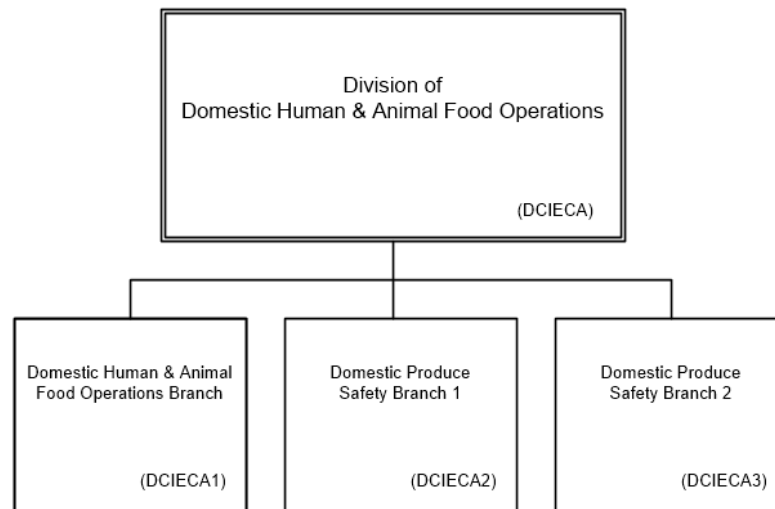 Division of
Domestic Human & Animal Food Operations
(DCIECA)
Domestic Human & Animal
Food Operations Branch
(DCIECA1)
Domestic Produce
Safety Branch 1
(DCIECA2)
Domestic Produce
Safety Branch 2
(DCIECA3)